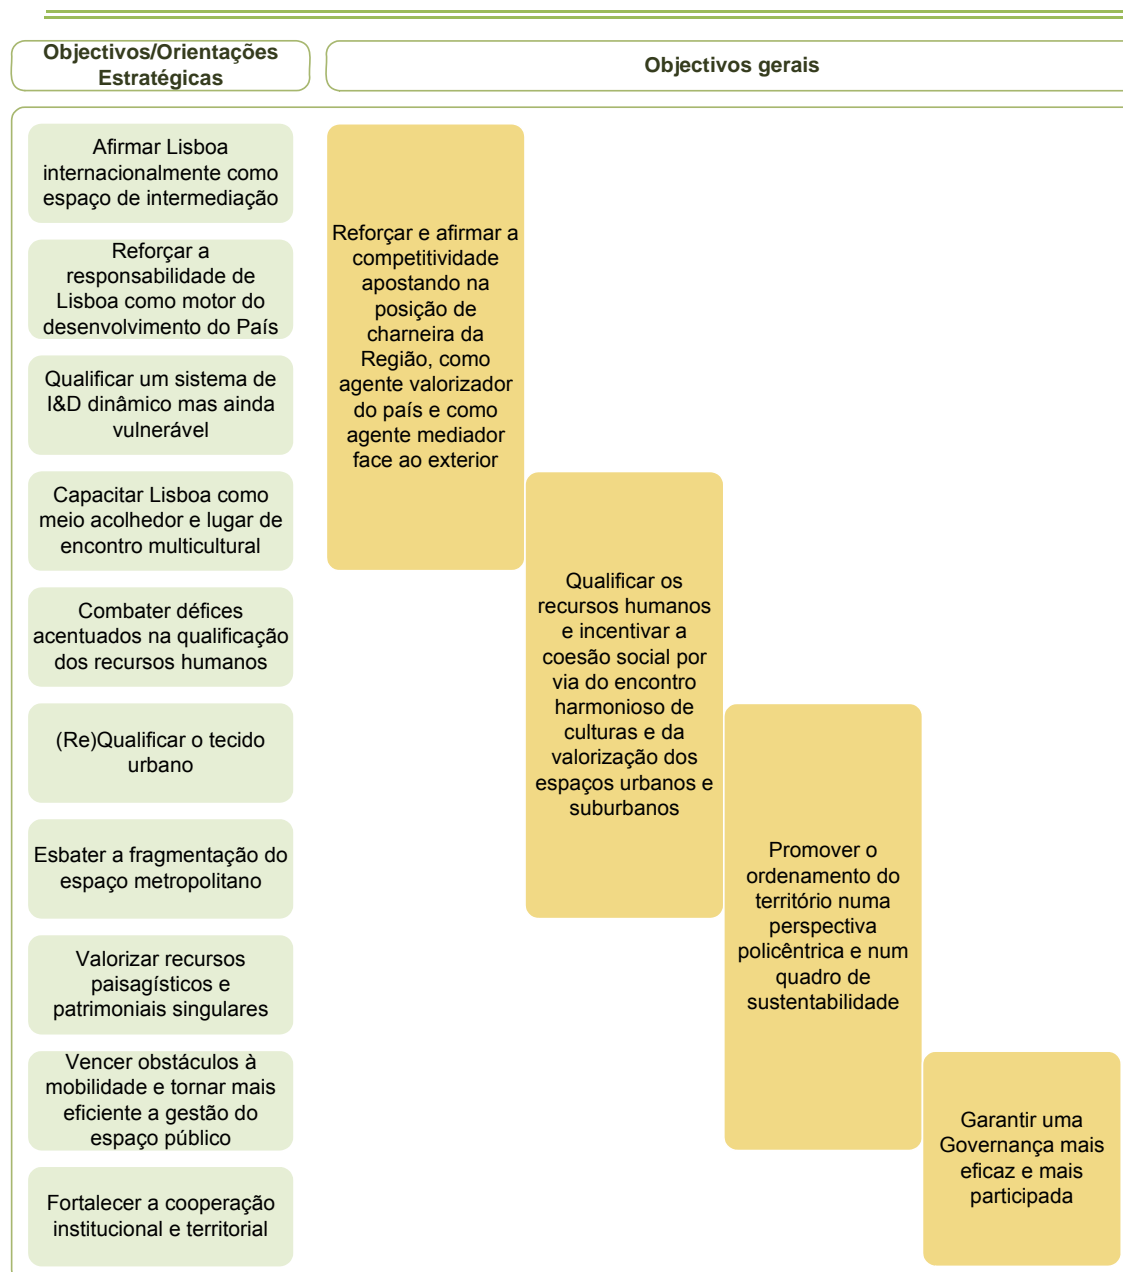 Objectivos/Orientações
Estratégicas
Objectivos gerais
Afirmar Lisboa
internacionalmente como
espaço de intermediação
Reforçar a
responsabilidade de
Lisboa como motor do
desenvolvimento do País
Qualificar um sistema de
I&D dinâmico mas ainda
vulnerável
Capacitar Lisboa como
meio acolhedor e lugar de
encontro multicultural
Combater défices
acentuados na qualificação
dos recursos humanos
(Re)Qualificar o tecido
urbano
Esbater a fragmentação do
espaço metropolitano
Valorizar recursos
paisagísticos e
patrimoniais singulares
Vencer obstáculos à
mobilidade e tornar mais
eficiente a gestão do
espaço público
Fortalecer a cooperação
institucional e territorial
Reforçar e afirmar a
competitividade
apostando na
posição de
charneira da
Região, como
agente valorizador
do país e como
agente mediador
face ao exterior
Qualificar os
recursos humanos
e incentivar a
coesão social por
via do encontro
harmonioso de
culturas e da
valorização dos
espaços urbanos e
suburbanos
Promover o
ordenamento do
território numa
perspectiva
policêntrica e num
quadro de
sustentabilidade
Garantir uma
Governança mais
eficaz e mais
participada